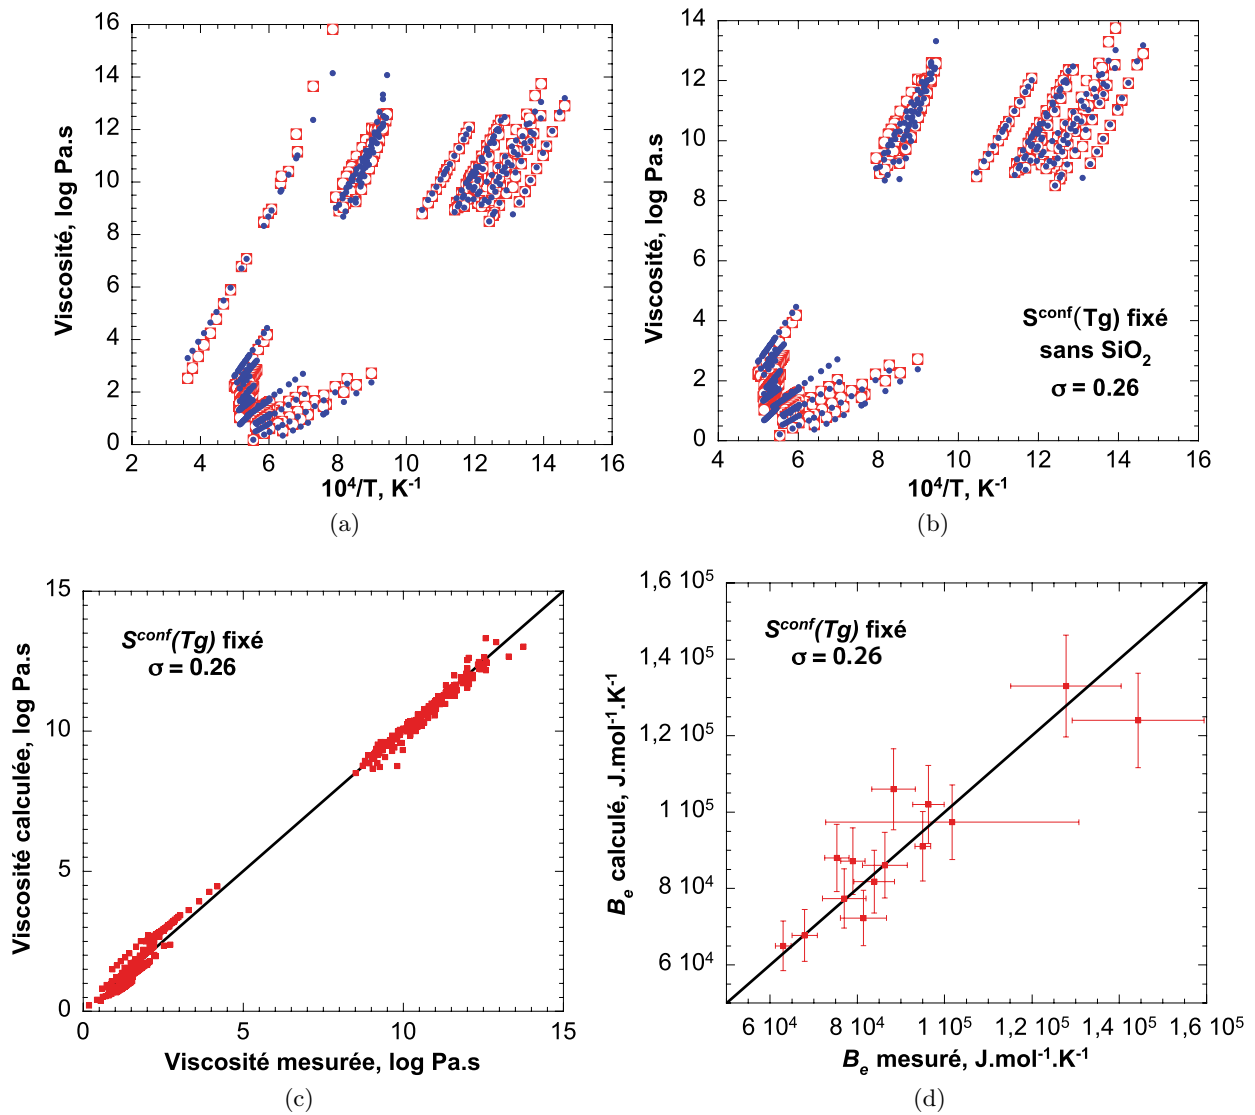 16
14
12
10
8
6
4
2
0
Viscosité, log Pa.s
2 4 6 8 10 12 14 16
10⁴/T, K⁻¹
(a)
14
12
10
8
6
4
2
0
Viscosité, log Pa.s
Sᶜᵒⁿᶠ(Tg) fixé
sans SiO₂
σ = 0.26
4 6 8 10 12 14 16
10⁴/T, K⁻¹
(b)
15
10
5
0
Viscosité calculée, log Pa.s
Sᶜᵒⁿᶠ(Tg) fixé
σ = 0.26
0 5 10 15
Viscosité mesurée, log Pa.s
(c)
1,6 10⁵
1,4 10⁵
1,2 10⁵
1 10⁵
8 10⁴
6 10⁴
Bₑ calculé, J.mol⁻¹.K⁻¹
Sᶜᵒⁿᶠ(Tg) fixé
σ = 0.26
6 10⁴ 8 10⁴ 1 10⁵ 1,2 10⁵ 1,4 10⁵ 1,6 10⁵
Bₑ mesuré, J.mol⁻¹.K⁻¹
(d)